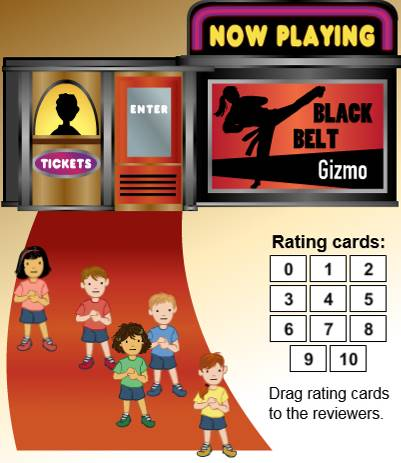 NOW PLAYING
ENTER
TICKETS
BLACK
BELT
Gizmo
Rating cards:
0 1 2
3 4 5
6 7 8
9 10
Drag rating cards
to the reviewers.